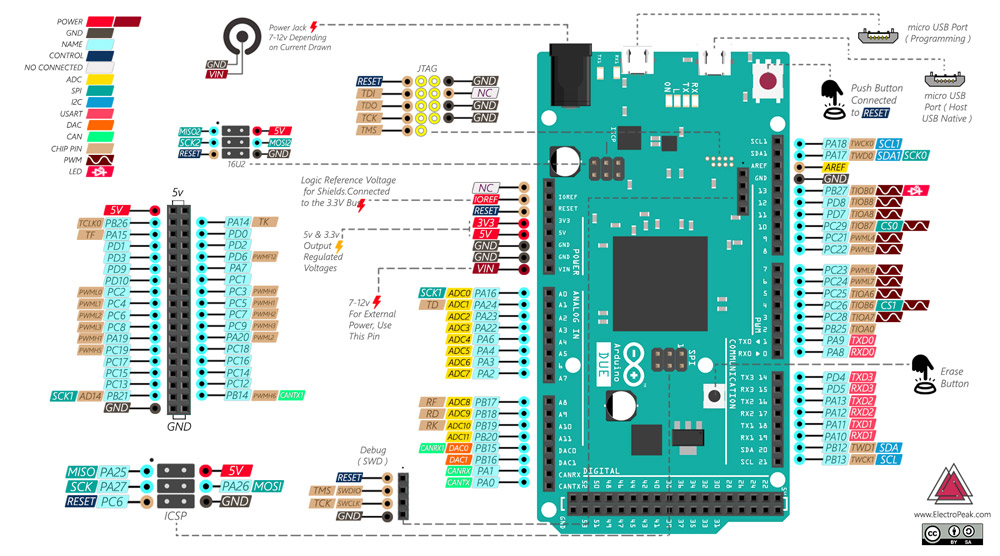 POWER
GND
NAME
CONTROL
NO CONNECTED
ADC
SPI
I2C
USART
DAC
CAN
CHIP PIN
PWM
LED
GND
VIN
Power Jack
7-12v Depending
on Current Drawn
JTAG
RESET GND
TDI NC
TDO GND
TCK GND
TMS
MISO2 5V
SCK2 MOSI2
RESET GND
16U2
Logic Reference Voltage
for Shields.Connected
to the 3.3V Bus
5v & 3.3v
Output
Regulated
Voltages
7-12v
For External
Power, Use
This Pin
NC
IOREF
RESET
3V3
5V
GND
GND
VIN
SCK1 ADC0 PA16
TD ADC1 PA24
ADC2 PA23
ADC3 PA22
ADC4 PA6
ADC5 PA4
ADC6 PA3
ADC7 PA2
RF ADC8 PB17
RD ADC9 PB18
RK ADC10 PB19
ADC11 PB20
CANRX1 DAC0 PB15
DAC1 PB16
CANRX PA1
CANTX PA0
5v
5V
TCLK0 PB26 PA14 TK
TF PA15 PD0
PD1 PD2
PD3 PD6 PWMFI2
PD9 PA7
PD10 PC1
PC2 PC3 PWMH0
PWML1 PC4 PC5 PWMH1
PWML2 PC6 PC7 PWMH2
PWML3 PC8 PC9 PWMH3
PWMH1 PA19 PA20 PWML2
PWMH5 PC19 PC18
PC17 PC16
PC15 PC14
PC13 PC12
SCK1 AD14 PB21 PB14 PWMH6 CANTX1
GND
GND
MISO PA25 5V
SCK PA27 PA26 MOSI
RESET PC6 GND
ICSP
Debug
( SWD )
RESET
TMS SWDIO
TCK SWCLK
GND
micro USB Port
( Programming )
micro USB
Port ( Host
USB Native )
Push Button
Connected
to RESET
Erase
Button
ON
L
TX
RX
ICSP
IOREF
RESET
3V3
5V
GND
GND
VIN
POWER
A0
A1
A2
A3
A4
A5
A6
A7
ANALOG IN
A8
A9
A10
A11
DAC0
DAC1
CANRX
CANTX
DIGITAL
SCL1
SDA1
AREF
GND
13
12
11
10
9
8
7
6
5
4
3
2
TXD 1
RXD 0
PWM
SPI
Arduino
DUE
COMMUNICATION
TX3 14
RX3 15
TX2 16
RX2 17
TX1 18
RX1 19
SDA 20
SCL 21
PA18 TWCK0 SCL1
PA17 TWD0 SDA1 SCK0
AREF
GND
PB27 TIOB0
PD8 TIOB8
PD7 TIOA8
PC29 TIOB7 CS0
PC21 PWML4
PC22 PWML5
PC23 PWML6
PC24 PWML7
PC25 TIOA6
PC26 TIOB6 CS1
PC28 TIOA7
PB25 TIOA0
PA9 TXD0
PA8 RXD0
PD4 TXD3
PD5 RXD3
PA13 TXD2
PA12 RXD2
PA11 TXD1
PA10 RXD1
PB12 TWD1 SDA
PB13 TWCK1 SCL
www.ElectroPeak.com
CC
BY SA